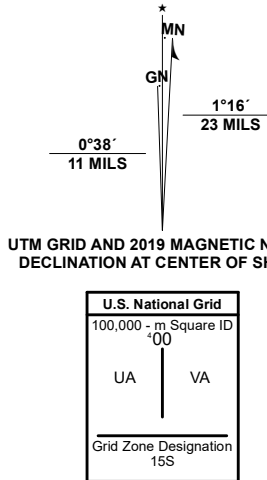 ★
MN
GN
1°16´
0°38´
23 MILS
11 MILS
UTM GRID AND 2019 MAGNETIC N
DECLINATION AT CENTER OF SH
U.S. National Grid
100,000 - m Square ID
⁴00
UA VA
Grid Zone Designation
15S